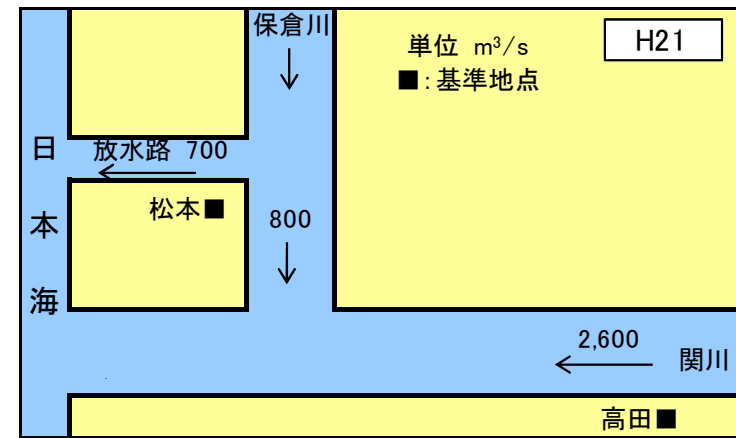 保倉川
単位 m³/s
■:基準地点
H21
日本海
放水路 700
松本■
800
2,600
関川
高田■